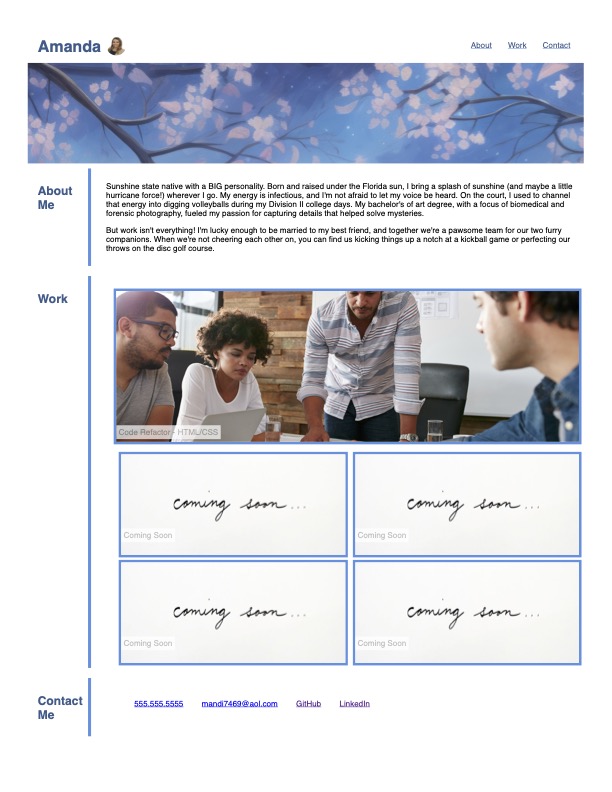 Amanda
About Work Contact
About
Me
Sunshine state native with a BIG personality. Born and raised under the Florida sun, I bring a splash of sunshine (and maybe a little
hurricane force!) wherever I go. My energy is infectious, and I'm not afraid to let my voice be heard. On the court, I used to channel
that energy into digging volleyballs during my Division II college days. My bachelor's of art degree, with a focus of biomedical and
forensic photography, fueled my passion for capturing details that helped solve mysteries.
But work isn't everything! I'm lucky enough to be married to my best friend, and together we're a pawsome team for our two furry
companions. When we're not cheering each other on, you can find us kicking things up a notch at a kickball game or perfecting our
throws on the disc golf course.
Work
Code Refactor - HTML/CSS
coming soon... coming soon...
Coming Soon Coming Soon
coming soon... coming soon...
Coming Soon Coming Soon
Contact
Me
555.555.5555 mandi7469@aol.com GitHub LinkedIn